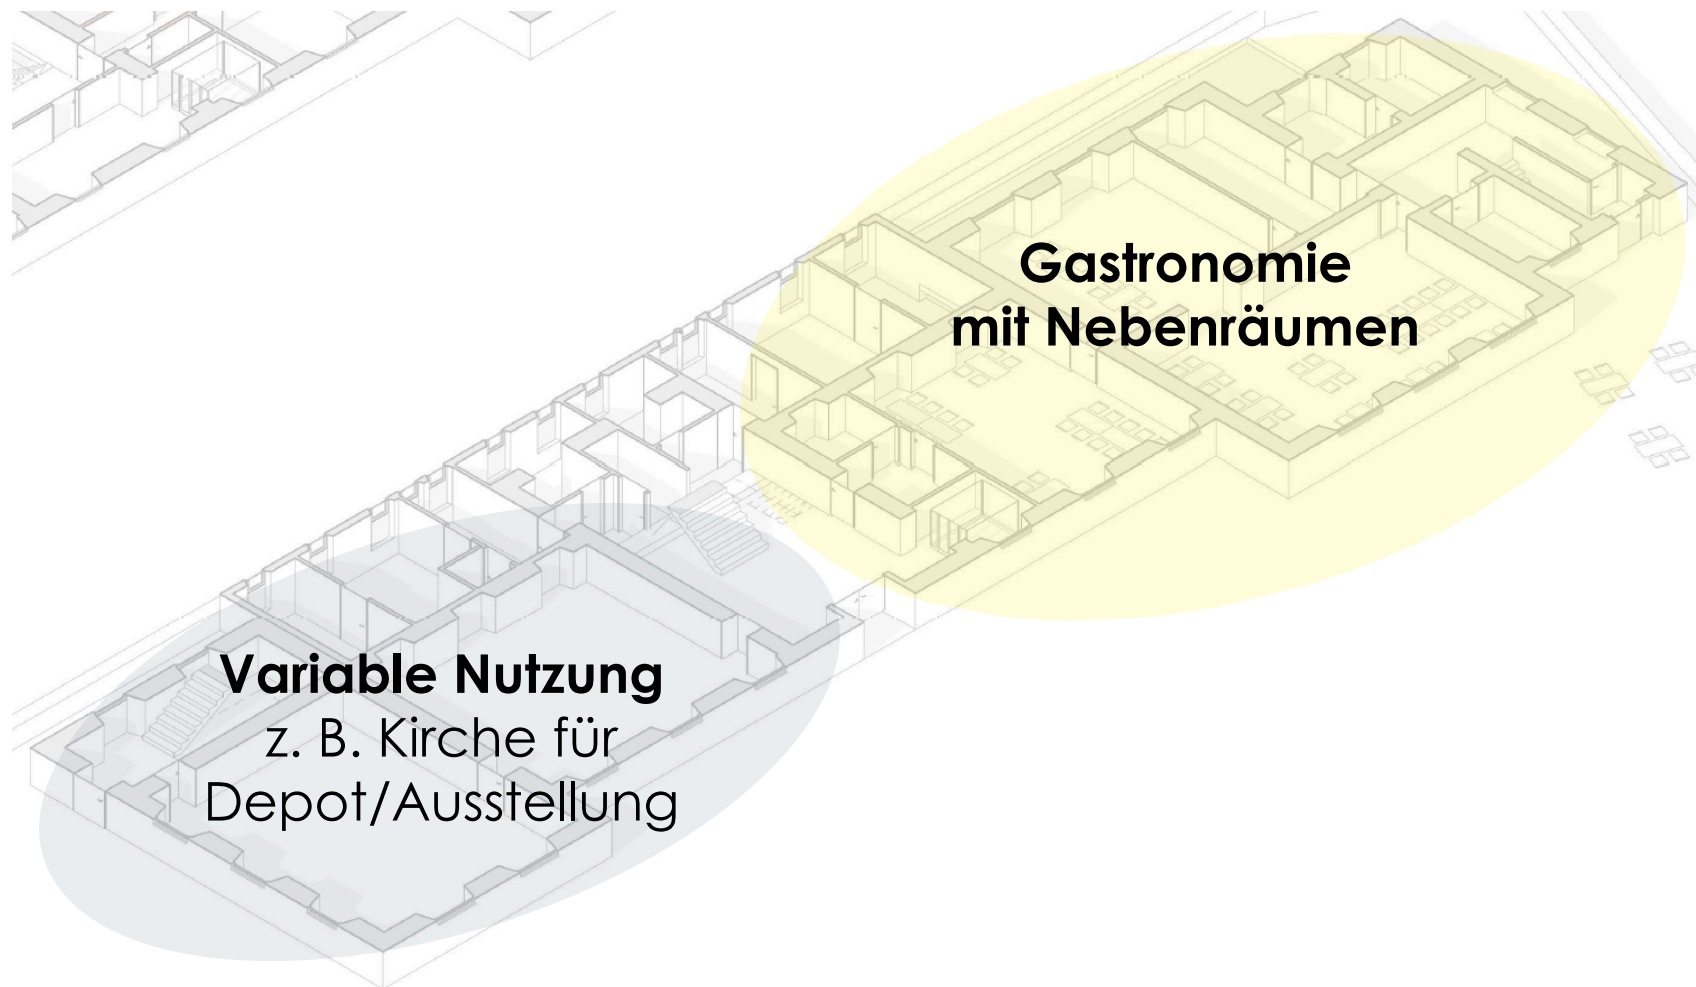 Gastronomie
mit Nebenräumen
Variable Nutzung
z. B. Kirche für
Depot/Ausstellung